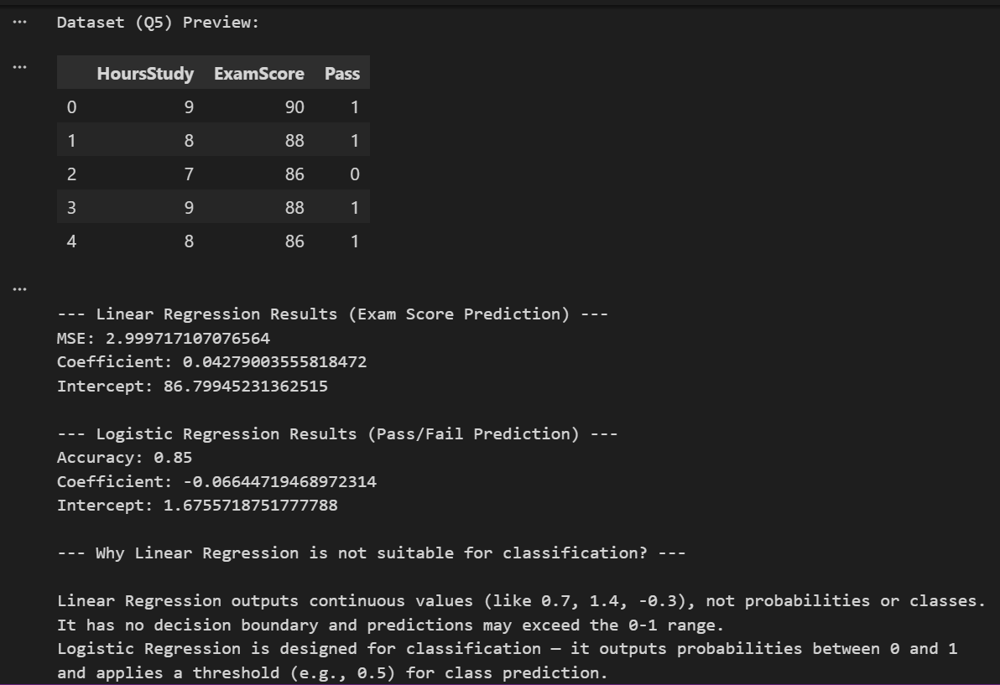 Dataset (Q5) Preview:
HoursStudy ExamScore Pass
0 9 90 1
1 8 88 1
2 7 86 0
3 9 88 1
4 8 86 1
--- Linear Regression Results (Exam Score Prediction) ---
MSE: 2.999717107076564
Coefficient: 0.04279003555818472
Intercept: 86.79945231362515
--- Logistic Regression Results (Pass/Fail Prediction) ---
Accuracy: 0.85
Coefficient: -0.06644719468972314
Intercept: 1.6755718751777788
--- Why Linear Regression is not suitable for classification? ---
Linear Regression outputs continuous values (like 0.7, 1.4, -0.3), not probabilities or classes.
It has no decision boundary and predictions may exceed the 0-1 range.
Logistic Regression is designed for classification — it outputs probabilities between 0 and 1
and applies a threshold (e.g., 0.5) for class prediction.